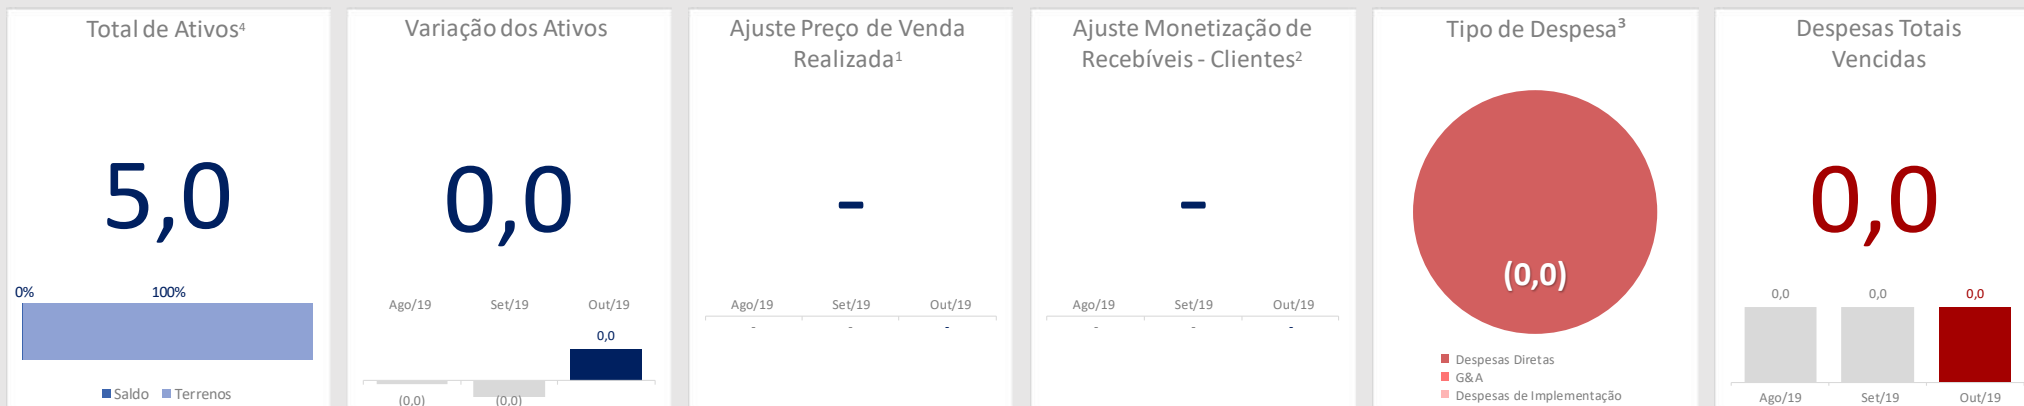 Total de Ativos⁴
5,0
0% 100%
Saldo Terrenos
Variação dos Ativos
0,0
Ago/19 Set/19 Out/19
0,0
(0,0) (0,0)
Ajuste Preço de Venda
Realizada¹
-
Ago/19 Set/19 Out/19
- - -
Ajuste Monetização de
Recebíveis - Clientes²
-
Ago/19 Set/19 Out/19
- - -
Tipo de Despesa³
(0,0)
Despesas Diretas
G&A
Despesas de Implementação
Despesas Totais
Vencidas
0,0
0,0 0,0 0,0
Ago/19 Set/19 Out/19